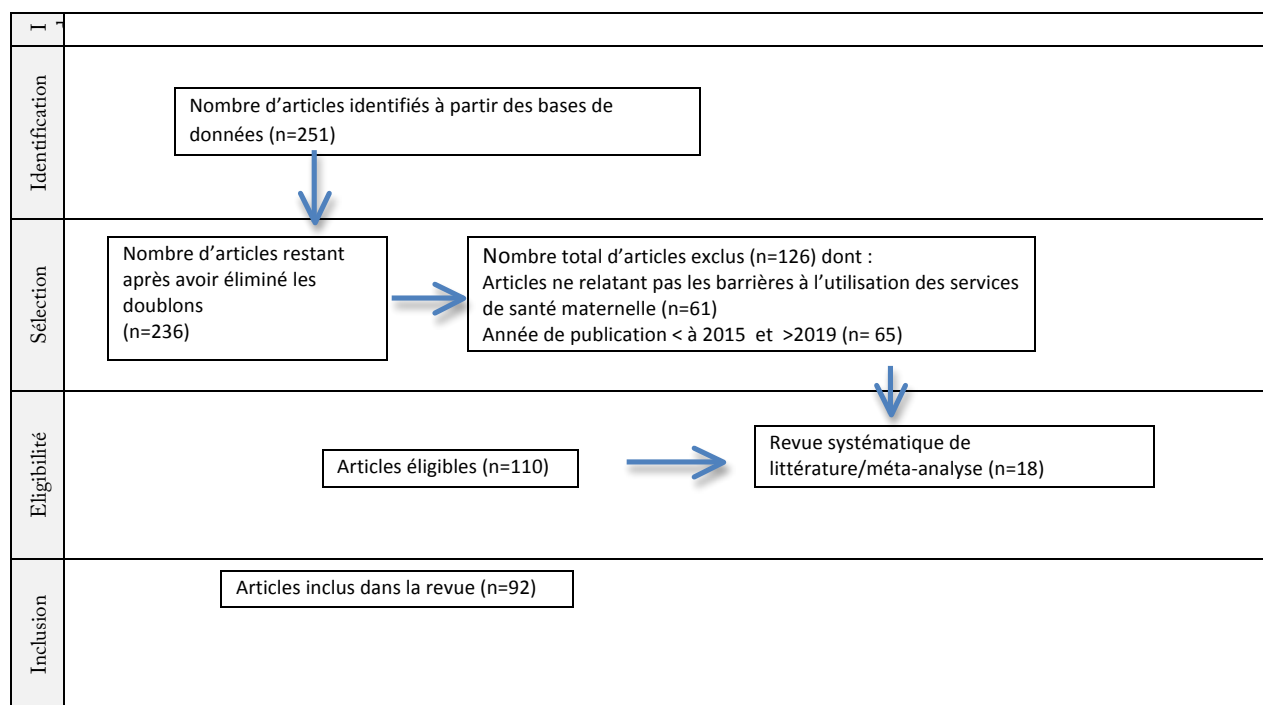 I
Identification
Nombre d’articles identifiés à partir des bases de
données (n=251)
Sélection
Nombre d’articles restant
après avoir éliminé les
doublons
(n=236)
Nombre total d’articles exclus (n=126) dont :
Articles ne relatant pas les barrières à l’utilisation des services
de santé maternelle (n=61)
Année de publication < à 2015 et >2019 (n= 65)
Eligibilité
Articles éligibles (n=110)
Revue systématique de
littérature/méta-analyse (n=18)
Inclusion
Articles inclus dans la revue (n=92)